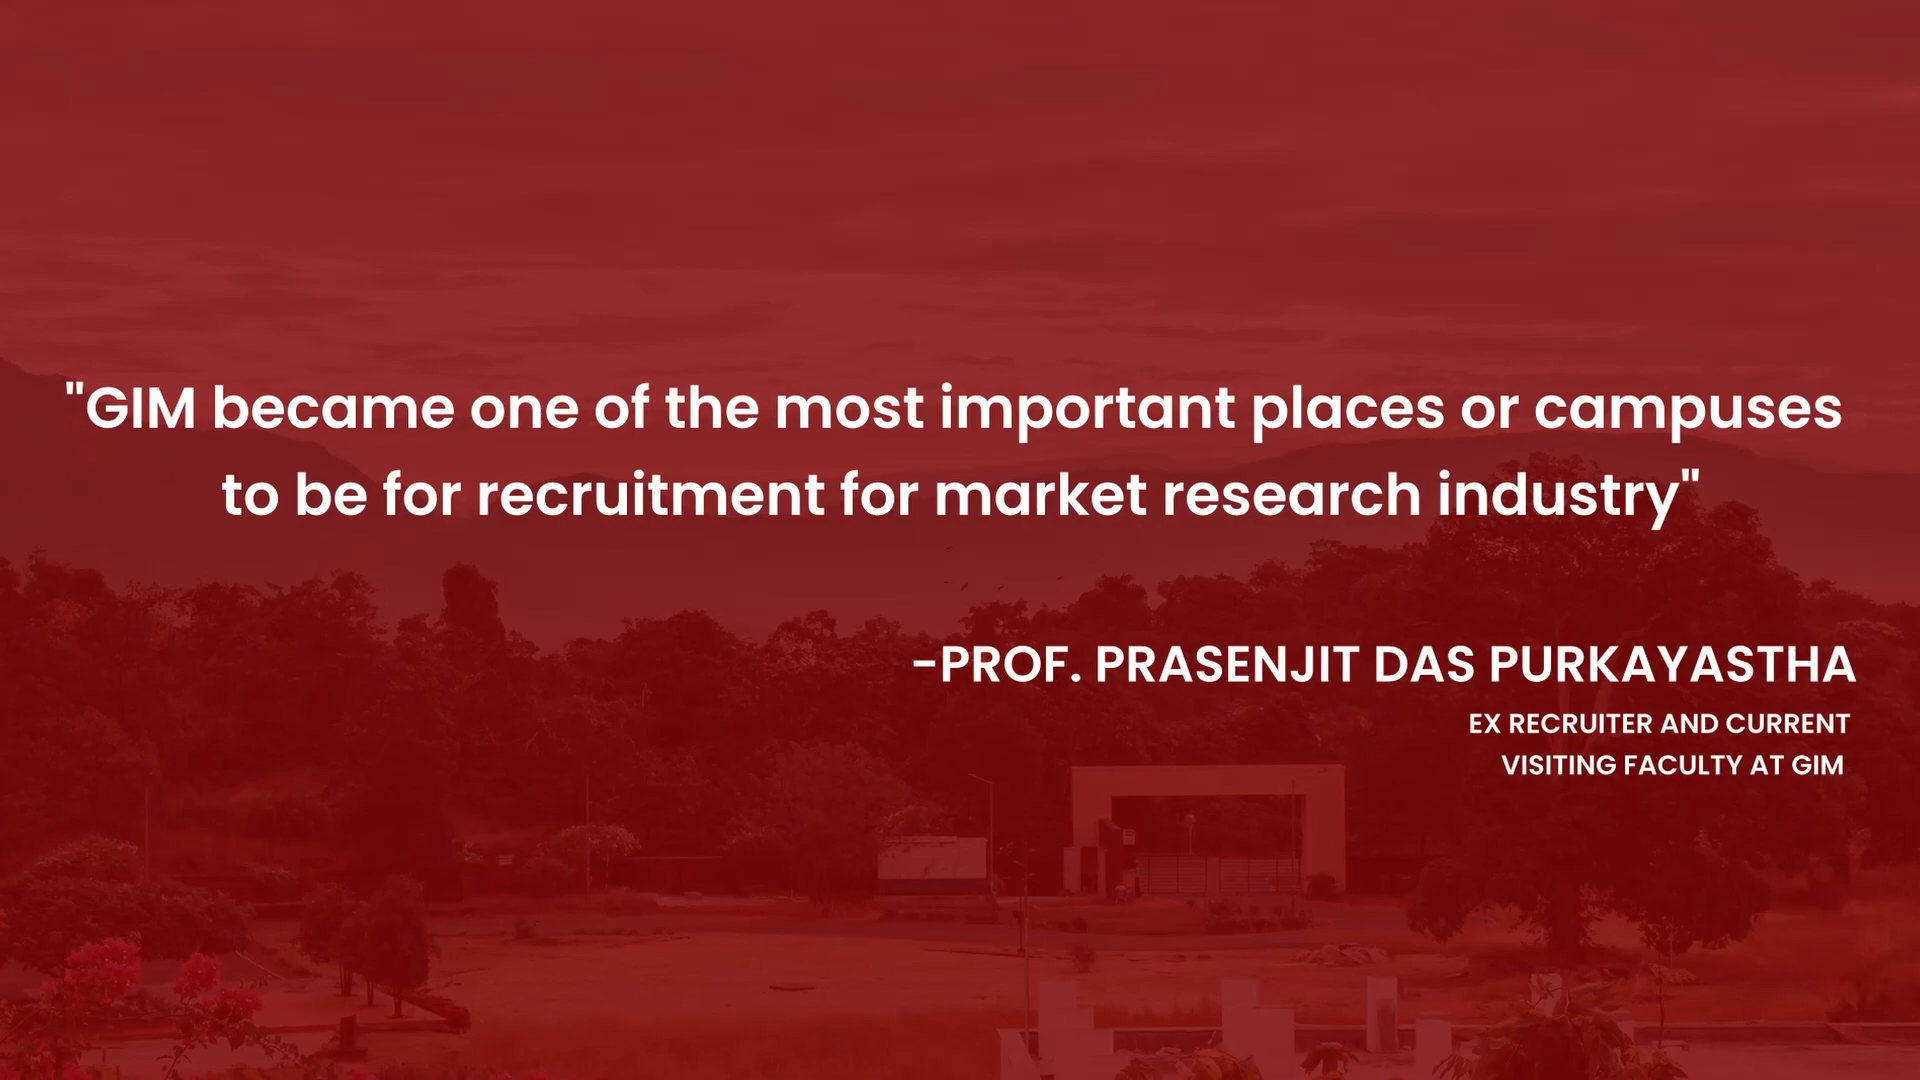 "GIM became one of the most important places or campuses
to be for recruitment for market research industry"
-PROF. PRASENJIT DAS PURKAYASTHA
EX RECRUITER AND CURRENT
VISITING FACULTY AT GIM